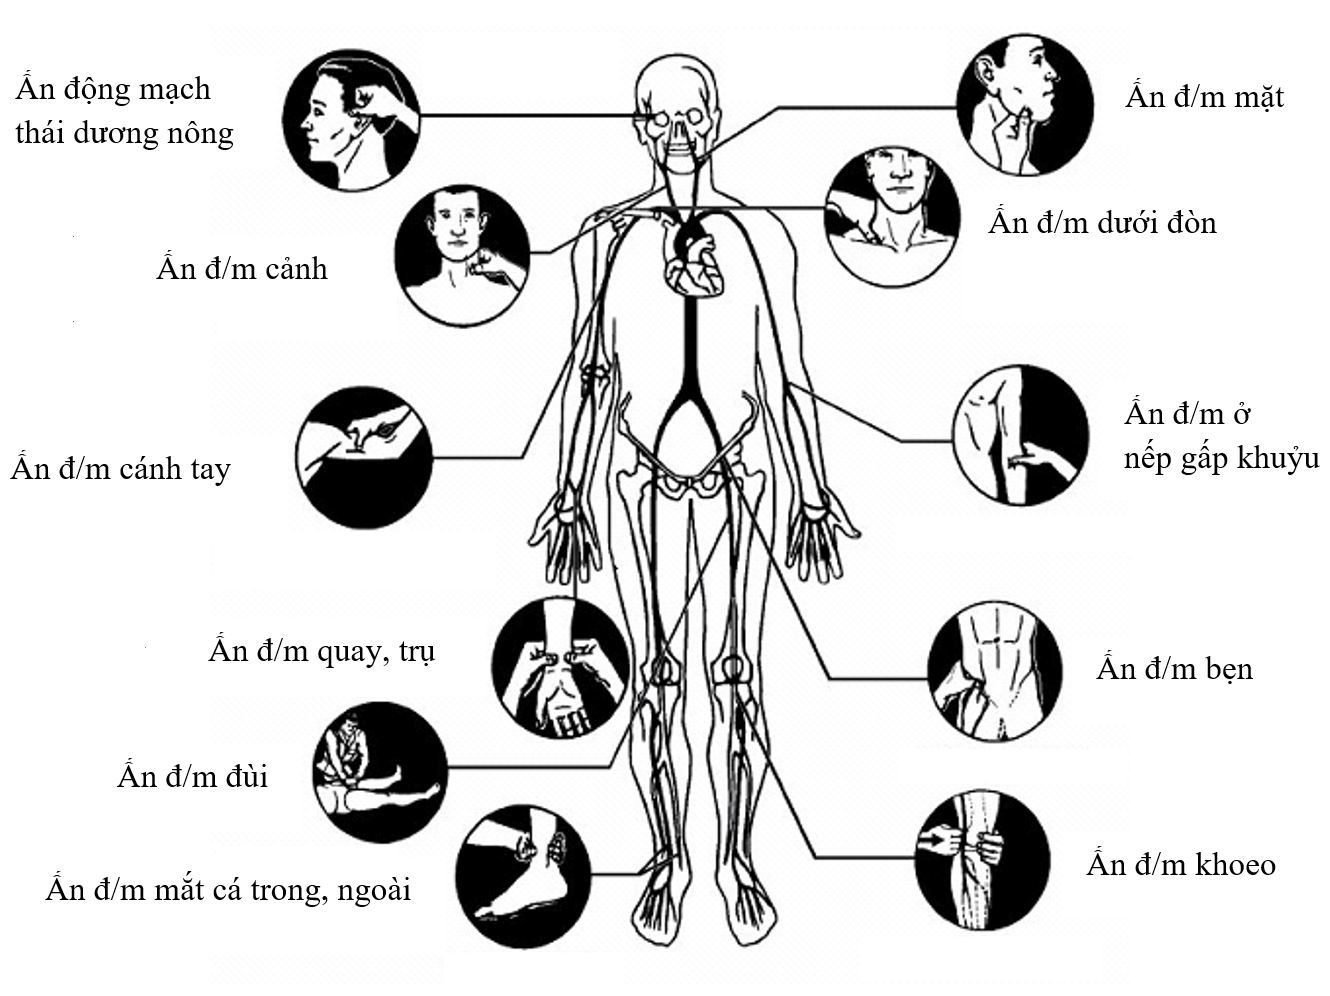 Ấn động mạch
thái dương nông
Ấn đ/m mặt
Ấn đ/m dưới đòn
Ấn đ/m cảnh
Ấn đ/m ở
nếp gấp khuỷu
Ấn đ/m cánh tay
Ấn đ/m quay, trụ
Ấn đ/m bẹn
Ấn đ/m đùi
Ấn đ/m khoeo
Ấn đ/m mắt cá trong, ngoài